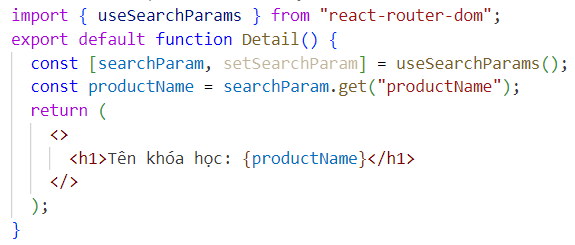 import { useSearchParams } from "react-router-dom";
export default function Detail() {
  const [searchParam, setSearchParam] = useSearchParams();
  const productName = searchParam.get("productName");
  return (
    <>
      <h1>Tên khóa học: {productName}</h1>
    </>
  );
}